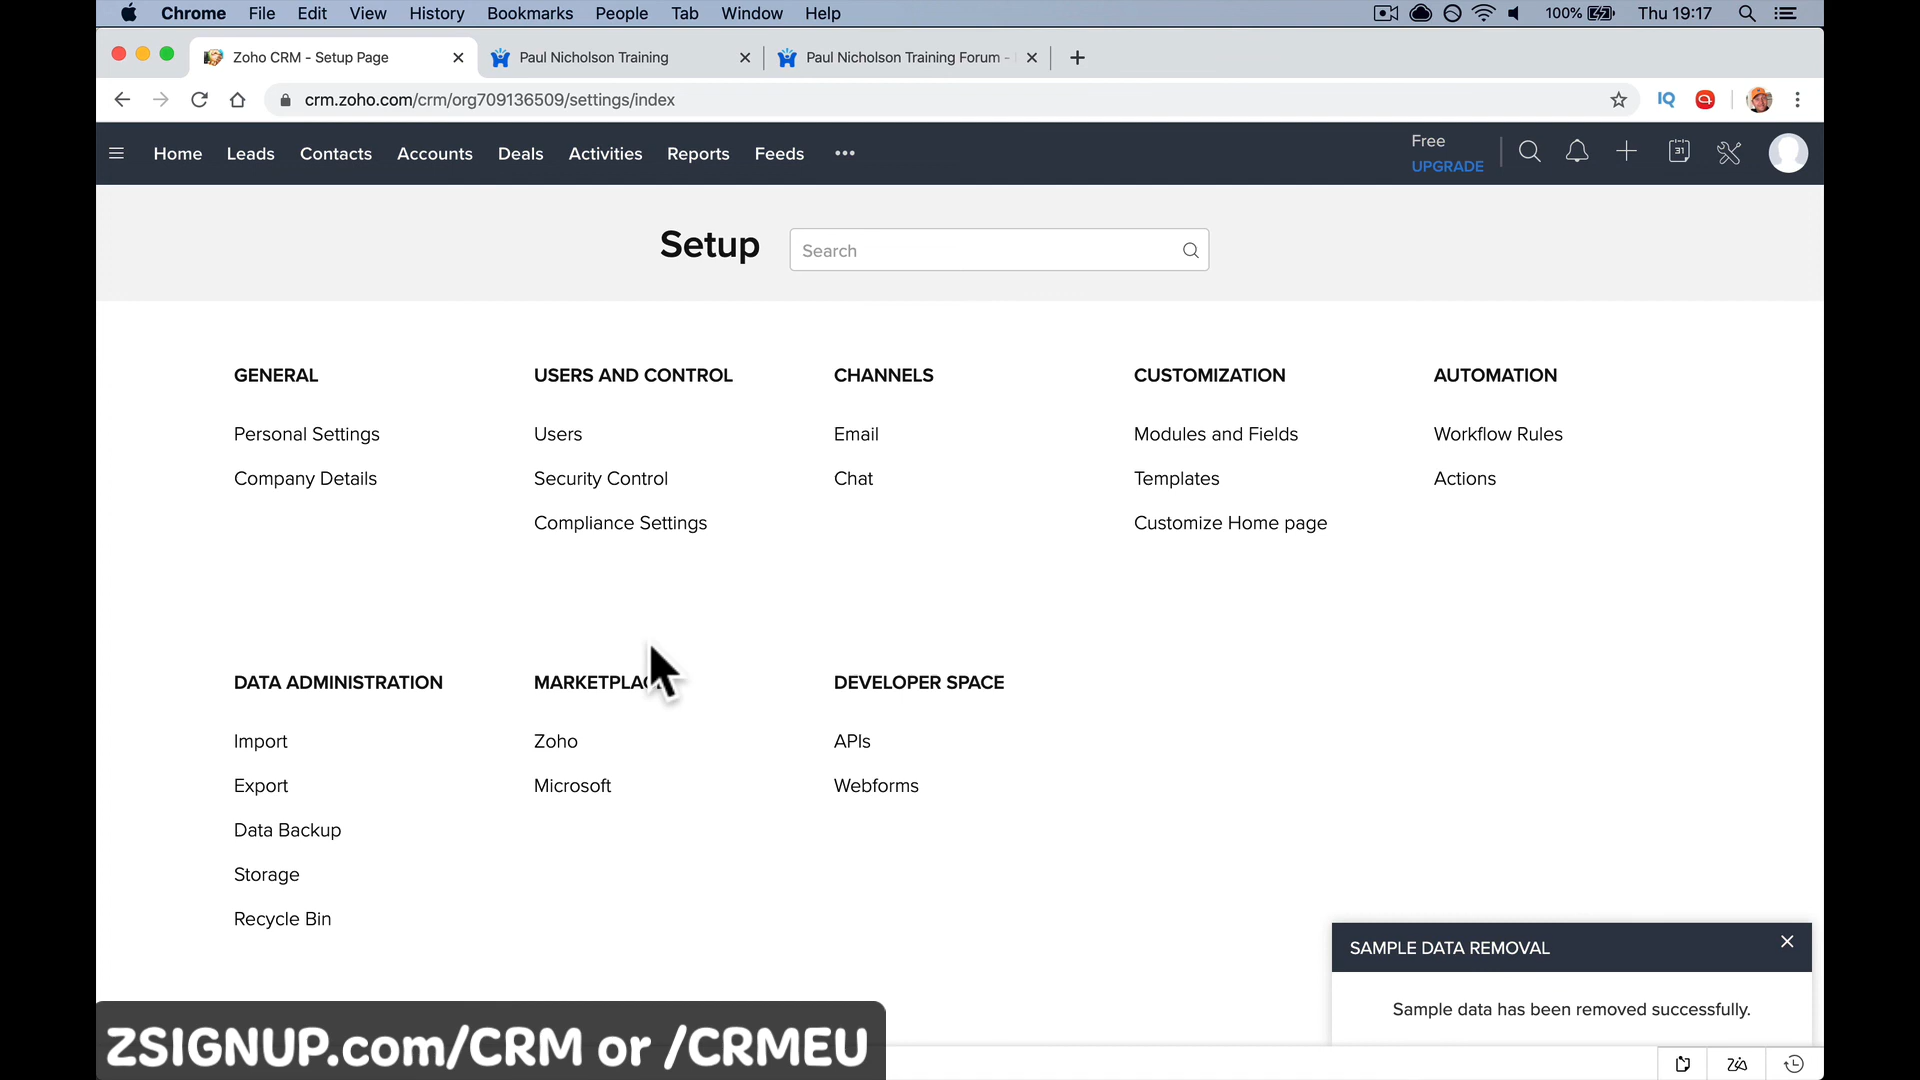 Chrome File Edit View History Bookmarks People Tab Window Help 100% Thu 19:17
Zoho CRM - Setup Page Paul Nicholson Training Paul Nicholson Training Forum -
crm.zoho.com/crm/org709136509/settings/index IQ
Home Leads Contacts Accounts Deals Activities Reports Feeds ••• Free
UPGRADE 31
Setup Search
GENERAL USERS AND CONTROL CHANNELS CUSTOMIZATION AUTOMATION
Personal Settings Users Email Modules and Fields Workflow Rules
Company Details Security Control Chat Templates Actions
Compliance Settings Customize Home page
DATA ADMINISTRATION MARKETPLAC DEVELOPER SPACE
Import Zoho APIs
Export Microsoft Webforms
Data Backup
Storage
Recycle Bin
SAMPLE DATA REMOVAL
Sample data has been removed successfully.
ZSIGNUP.com/CRM or /CRMEU